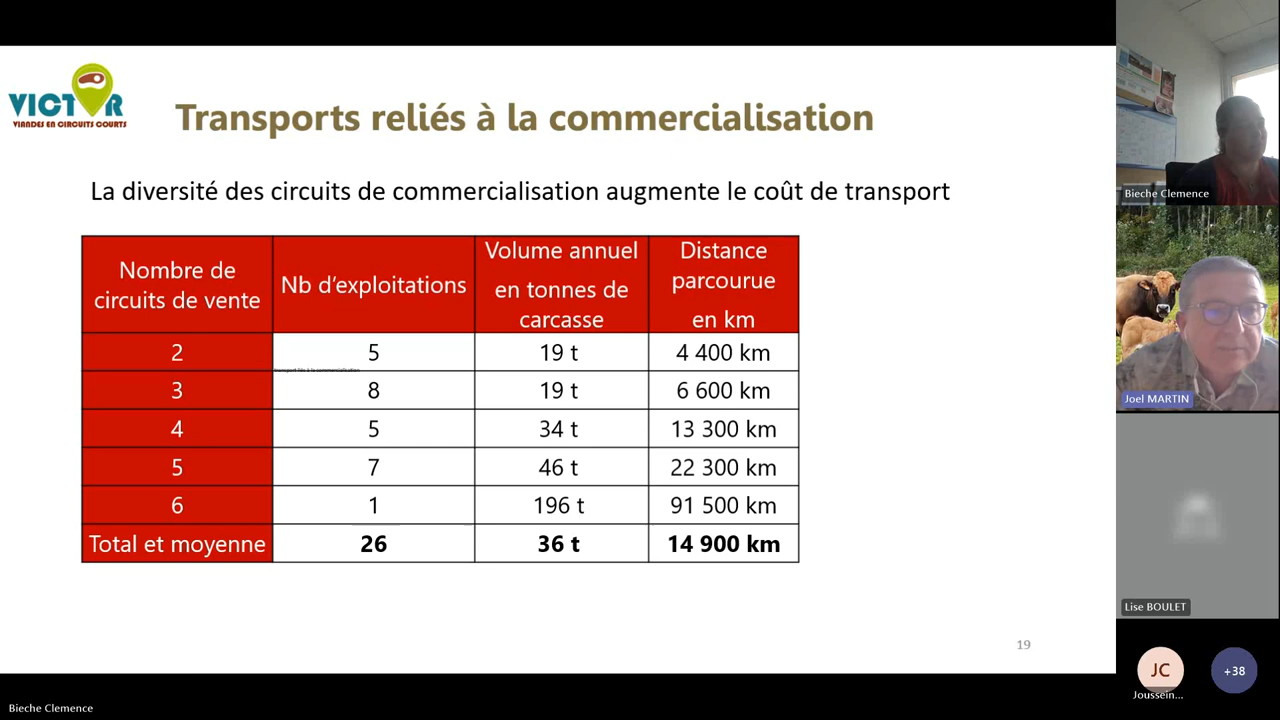 VICTOR
VIANDES EN CIRCUITS COURTS
Transports reliés à la commercialisation
La diversité des circuits de commercialisation augmente le coût de transport
Nombre de circuits de vente
Nb d'exploitations
Volume annuel en tonnes de carcasse
Distance parcourue en km
2 5 19 t 4 400 km
transport liés à la commercialisation
3 8 19 t 6 600 km
4 5 34 t 13 300 km
5 7 46 t 22 300 km
6 1 196 t 91 500 km
Total et moyenne 26 36 t 14 900 km
19
Bieche Clemence
Joel MARTIN
Lise BOULET
JC
Joussein...
+38
Bieche Clemence